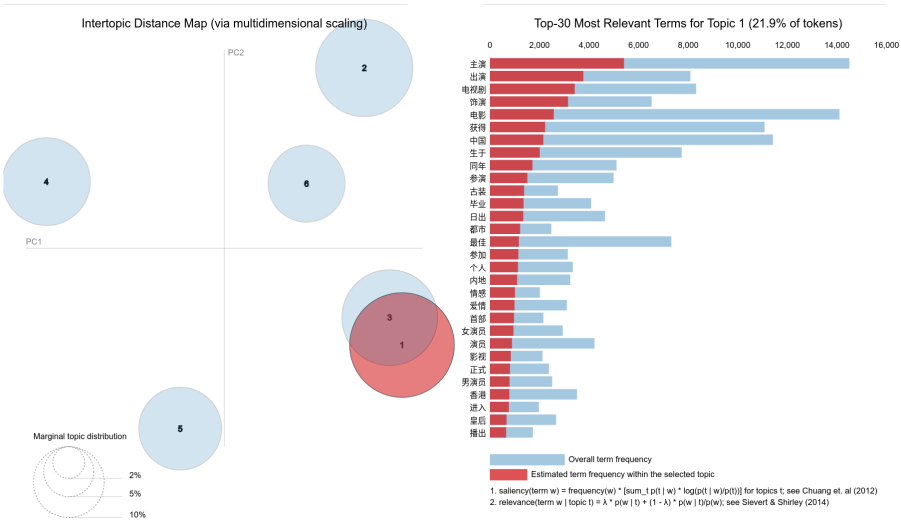 Intertopic Distance Map (via multidimensional scaling)
PC2
2
4
6
PC1
3
1
5
Marginal topic distribution
2%
5%
10%
Top-30 Most Relevant Terms for Topic 1 (21.9% of tokens)
0 2,000 4,000 6,000 8,000 10,000 12,000 14,000 16,000
主演
出演
电视剧
饰演
电影
获得
中国
生于
同年
参演
古装
毕业
日出
都市
最佳
参加
个人
内地
情感
爱情
首部
女演员
演员
影视
正式
男演员
香港
进入
皇后
播出
Overall term frequency
Estimated term frequency within the selected topic
1. saliency(term w) = frequency(w) * [sum_t p(t | w) * log(p(t | w)/p(t))] for topics t; see Chuang et. al (2012)
2. relevance(term w | topic t) = λ * p(w | t) + (1 - λ) * p(w | t)/p(w); see Sievert & Shirley (2014)